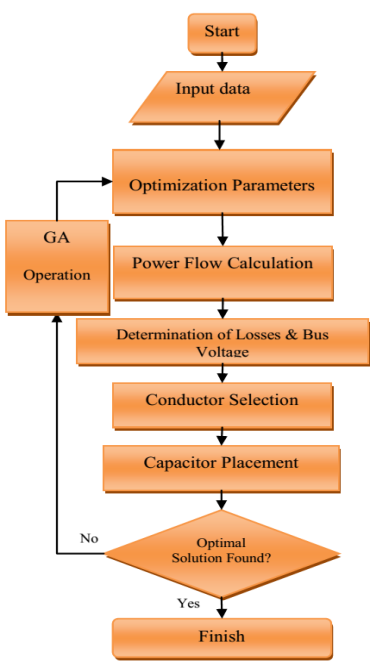 Start
Input data
Optimization Parameters
GA
Operation
Power Flow Calculation
Determination of Losses & Bus
Voltage
Conductor Selection
Capacitor Placement
No
Optimal
Solution Found?
Yes
Finish